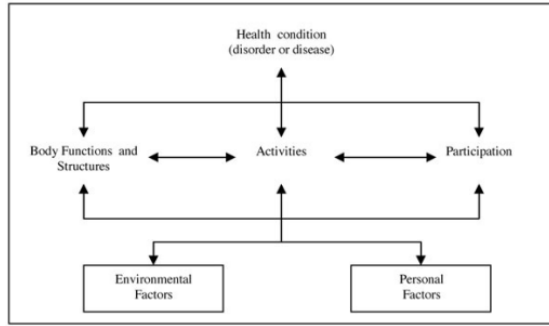 Health condition
(disorder or disease)
Body Functions and
Structures
Activities
Participation
Environmental
Factors
Personal
Factors